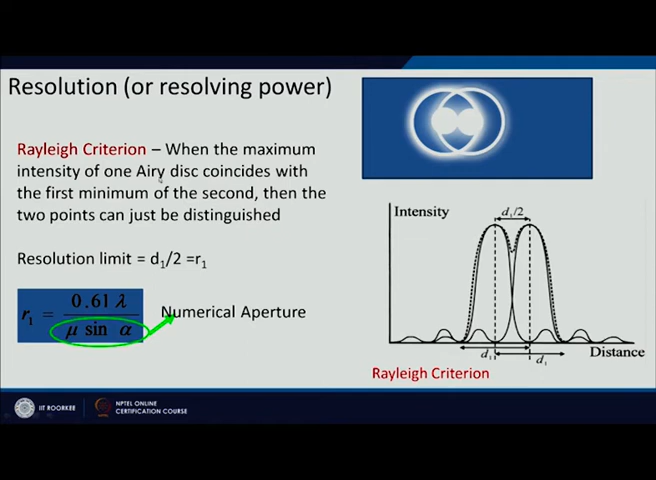 Resolution (or resolving power)
Rayleigh Criterion – When the maximum
intensity of one Airy disc coincides with
the first minimum of the second, then the
two points can just be distinguished
Resolution limit = d₁/2 =r₁
r₁ = 0.61 λ / μ sin α
Numerical Aperture
Intensity
d₁/2
d₁
d₁
Distance
Rayleigh Criterion
IIT ROORKEE
NPTEL ONLINE
CERTIFICATION COURSE